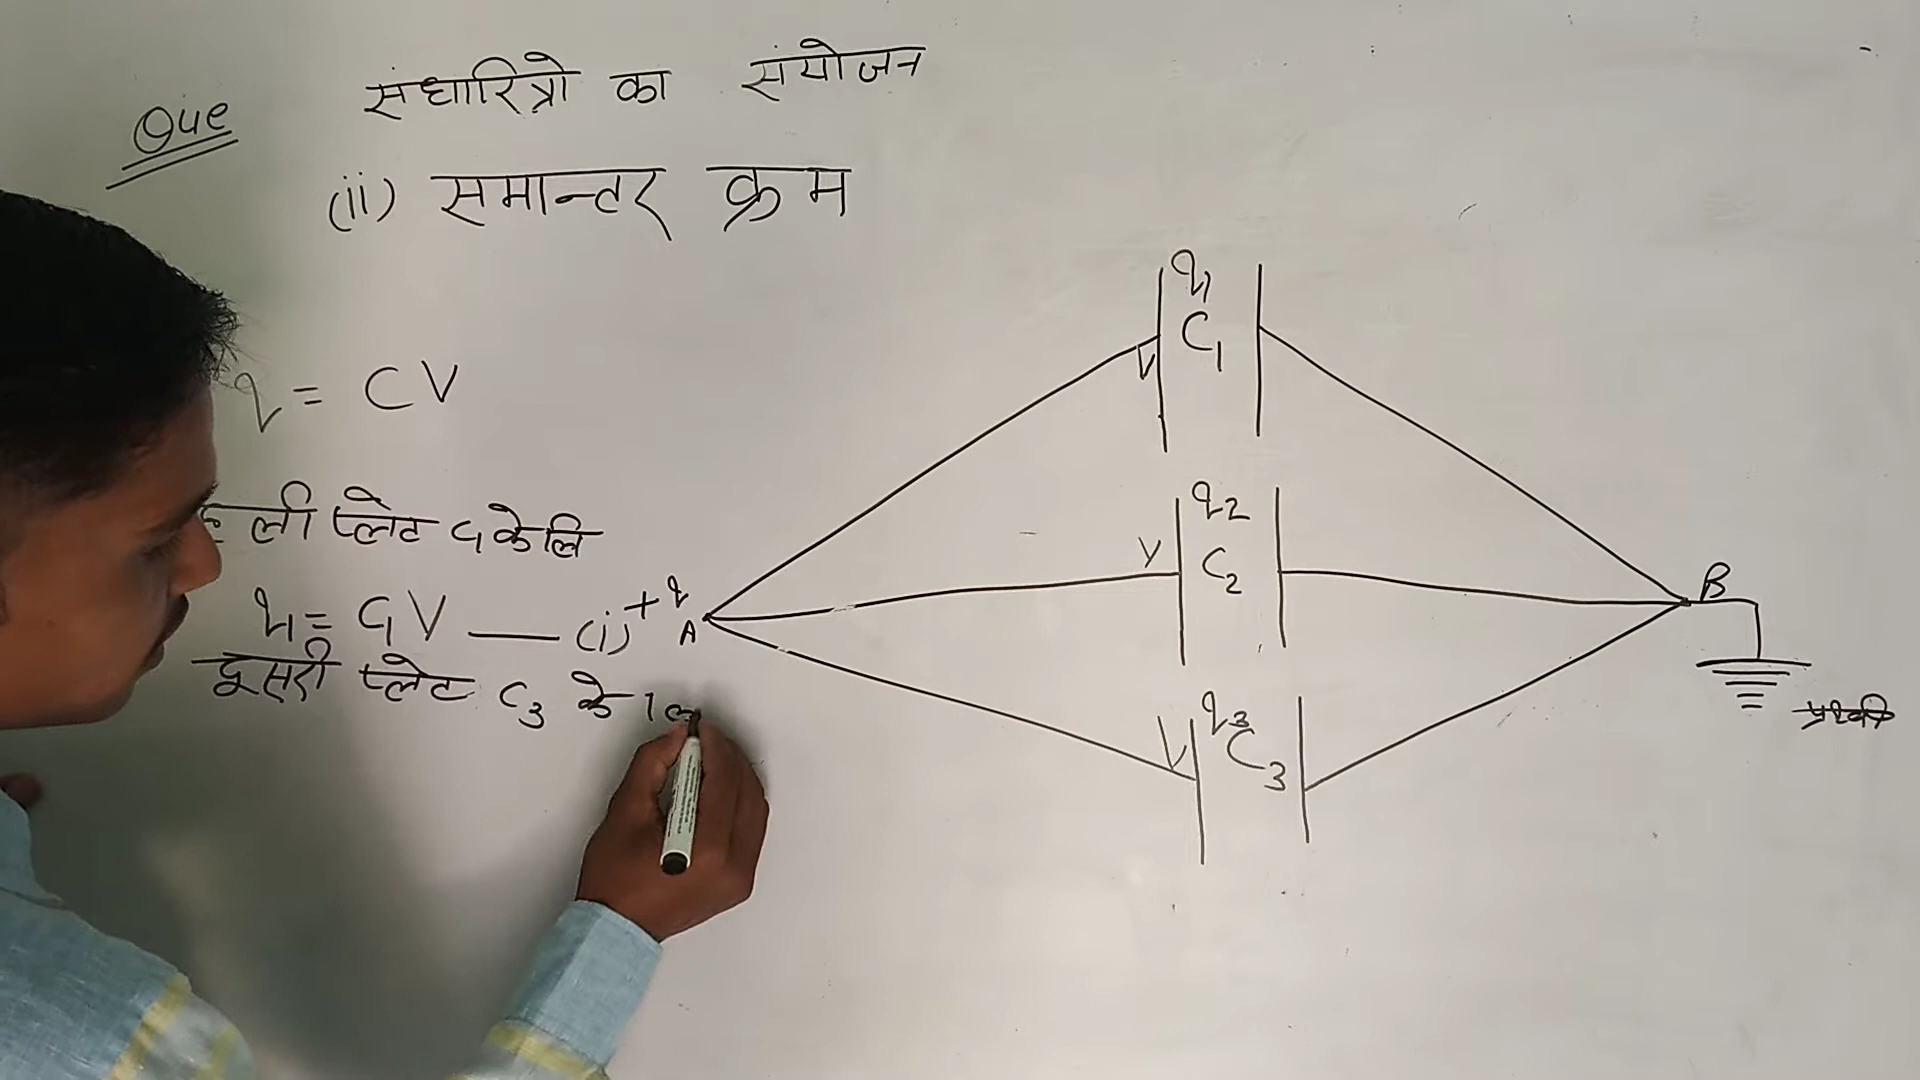 Que
संधारित्रो का संयोजन
(ii) समान्तर क्रम
q = CV
ली प्लेट C1 के लि
q1 = C1V — (i)
दूसरी प्लेट C3 के लि
+q
A
q1
C1
V
q2
C2
V
q3
C3
V
B